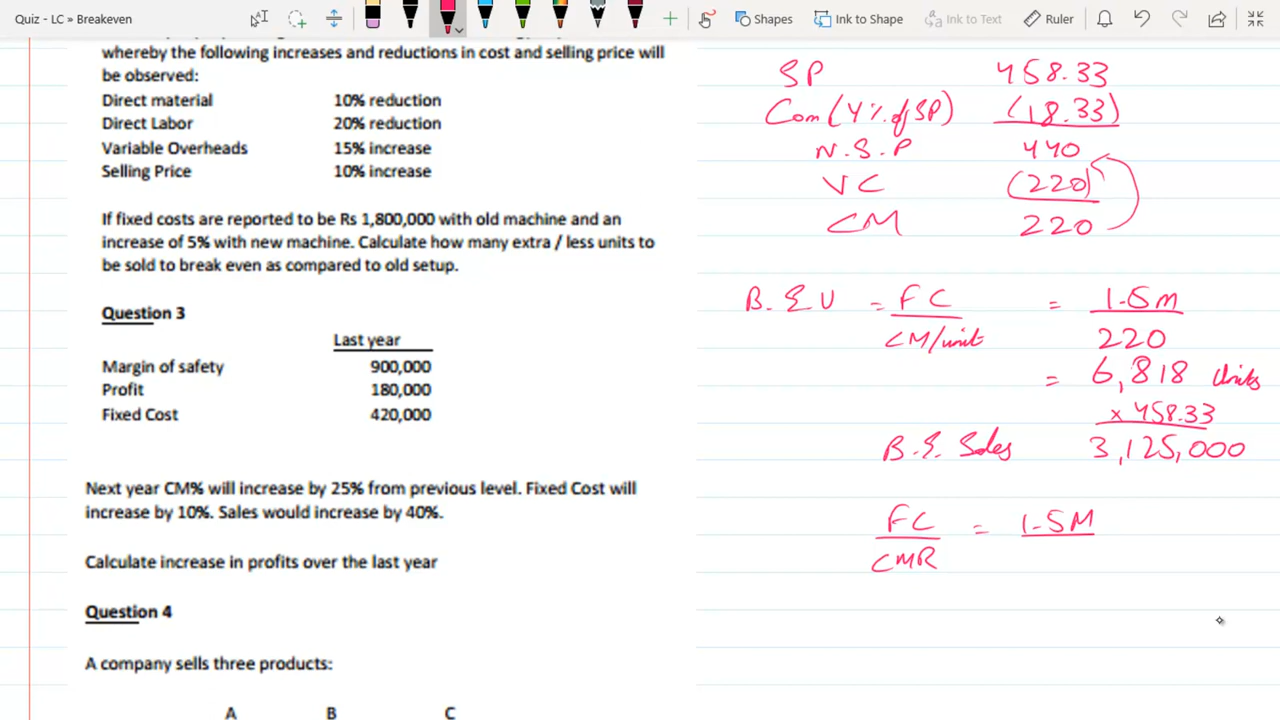 Quiz - LC » Breakeven
Shapes
Ink to Shape
Ink to Text
Ruler
whereby the following increases and reductions in cost and selling price will
be observed:
Direct material 10% reduction
Direct Labor 20% reduction
Variable Overheads 15% increase
Selling Price 10% increase
If fixed costs are reported to be Rs 1,800,000 with old machine and an
increase of 5% with new machine. Calculate how many extra / less units to
be sold to break even as compared to old setup.
Question 3
Last year
Margin of safety 900,000
Profit 180,000
Fixed Cost 420,000
Next year CM% will increase by 25% from previous level. Fixed Cost will
increase by 10%. Sales would increase by 40%.
Calculate increase in profits over the last year
Question 4
A company sells three products:
A B C
SP 458.33
Com (4% of SP) (18.33)
N.S.P 440
VC (220)
CM 220
B.E U = FC = 1.5M
CM/unit 220
= 6,818 Units
x 458.33
B.E. Sales 3,125,000
FC = 1.5M
CMR